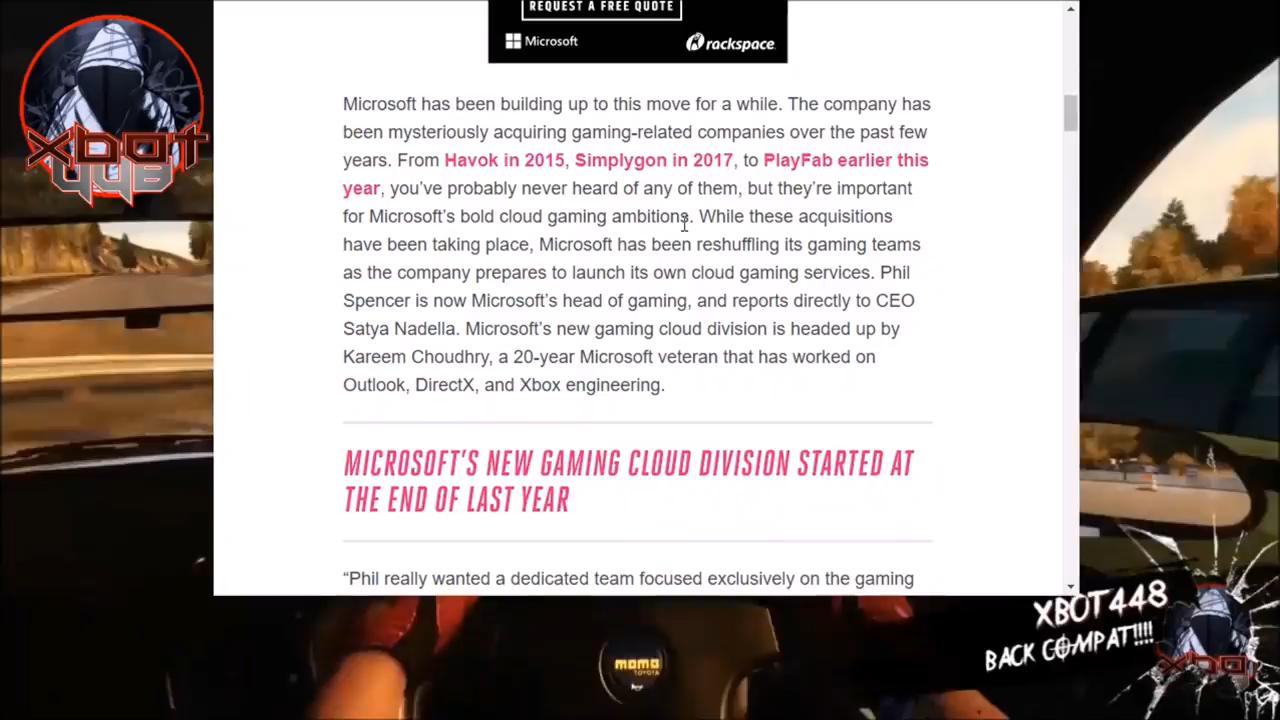 REQUEST A FREE QUOTE
Microsoft
rackspace
XBOT
448
Microsoft has been building up to this move for a while. The company has
been mysteriously acquiring gaming-related companies over the past few
years. From Havok in 2015, Simplygon in 2017, to PlayFab earlier this
year, you’ve probably never heard of any of them, but they’re important
for Microsoft’s bold cloud gaming ambitions. While these acquisitions
have been taking place, Microsoft has been reshuffling its gaming teams
as the company prepares to launch its own cloud gaming services. Phil
Spencer is now Microsoft’s head of gaming, and reports directly to CEO
Satya Nadella. Microsoft’s new gaming cloud division is headed up by
Kareem Choudhry, a 20-year Microsoft veteran that has worked on
Outlook, DirectX, and Xbox engineering.
MICROSOFT’S NEW GAMING CLOUD DIVISION STARTED AT
THE END OF LAST YEAR
“Phil really wanted a dedicated team focused exclusively on the gaming
XBOT448
BACK COMPAT!!!!
XBOT
momo
TOYOTA